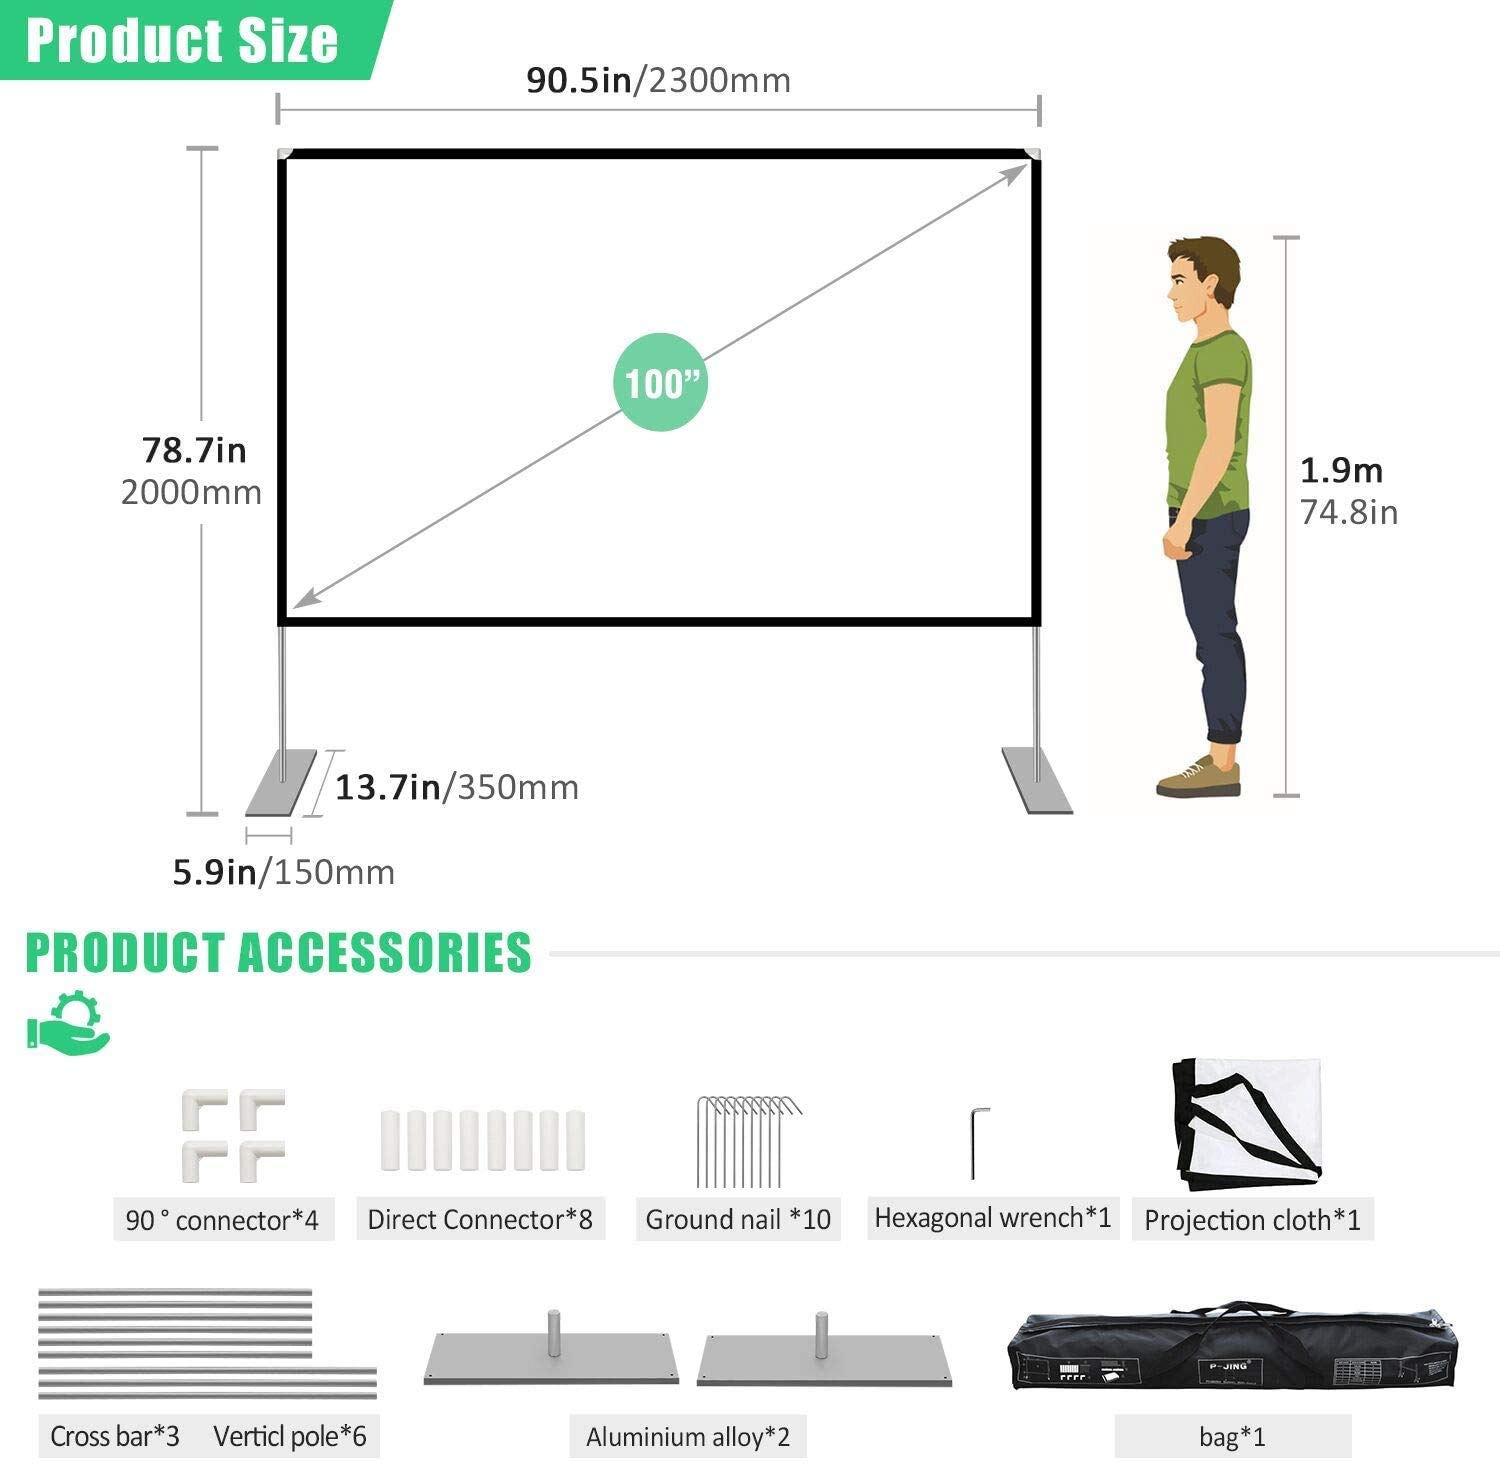 Product Size
90.5in/2300mm
100”
78.7in
2000mm
1.9m
74.8in
13.7in/350mm
5.9in/150mm
PRODUCT ACCESSORIES
90 ° connector*4
Direct Connector*8
Ground nail *10
Hexagonal wrench*1
Projection cloth*1
P-JING
Cross bar*3
Verticl pole*6
Aluminium alloy*2
bag*1